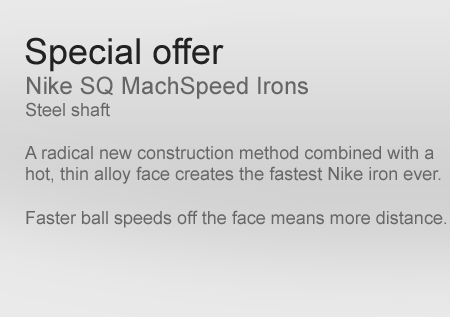 Special offer
Nike SQ MachSpeed Irons
Steel shaft
A radical new construction method combined with a
hot, thin alloy face creates the fastest Nike iron ever.
Faster ball speeds off the face means more distance.